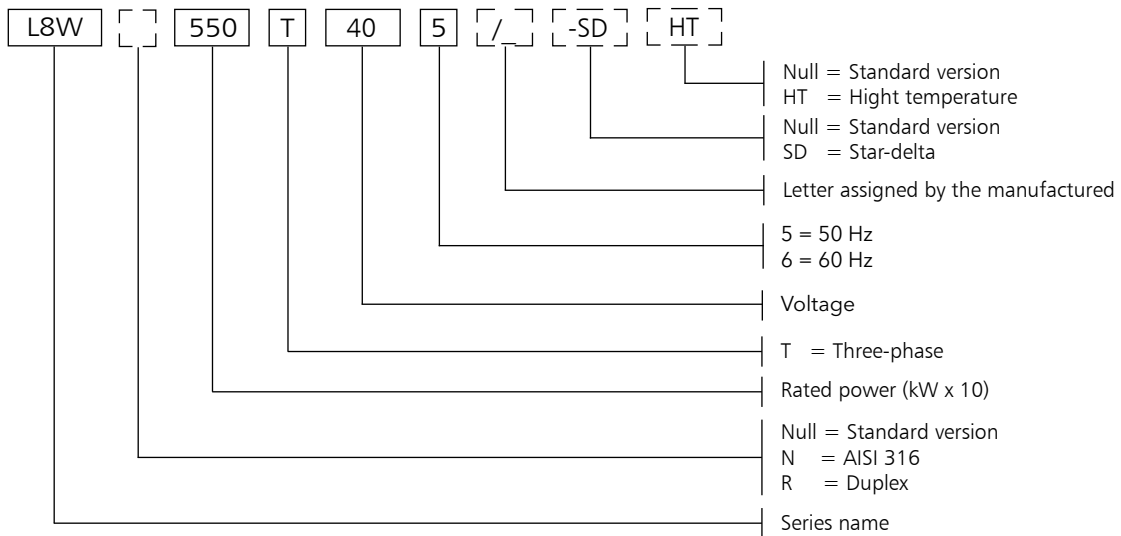 L8W 550 T 40 5 /_ -SD HT
Null = Standard version
HT = Hight temperature
Null = Standard version
SD = Star-delta
Letter assigned by the manufactured
5 = 50 Hz
6 = 60 Hz
Voltage
T = Three-phase
Rated power (kW x 10)
Null = Standard version
N = AISI 316
R = Duplex
Series name